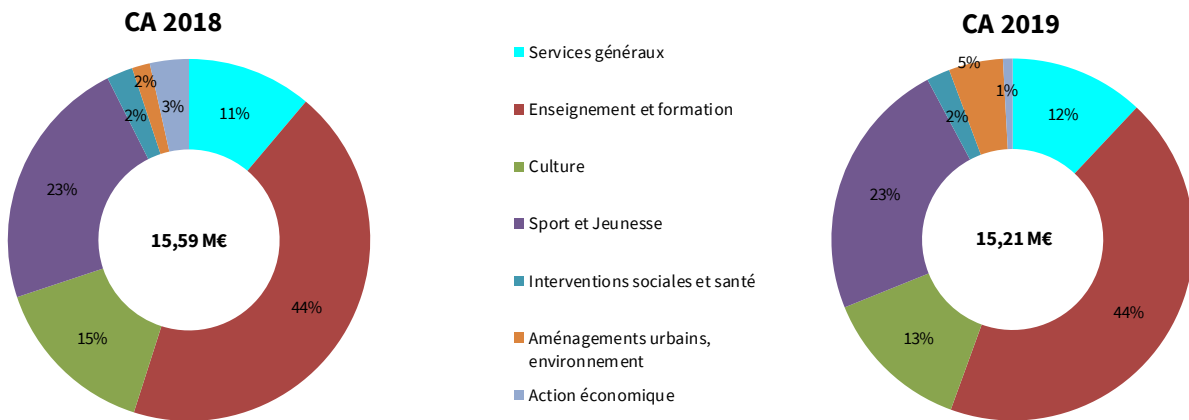 CA 2018
2%
3%
2%
11%
23%
15,59 M€
44%
15%
Services généraux
Enseignement et formation
Culture
Sport et Jeunesse
Interventions sociales et santé
Aménagements urbains,
environnement
Action économique
CA 2019
5%
1%
2%
12%
23%
15,21 M€
44%
13%